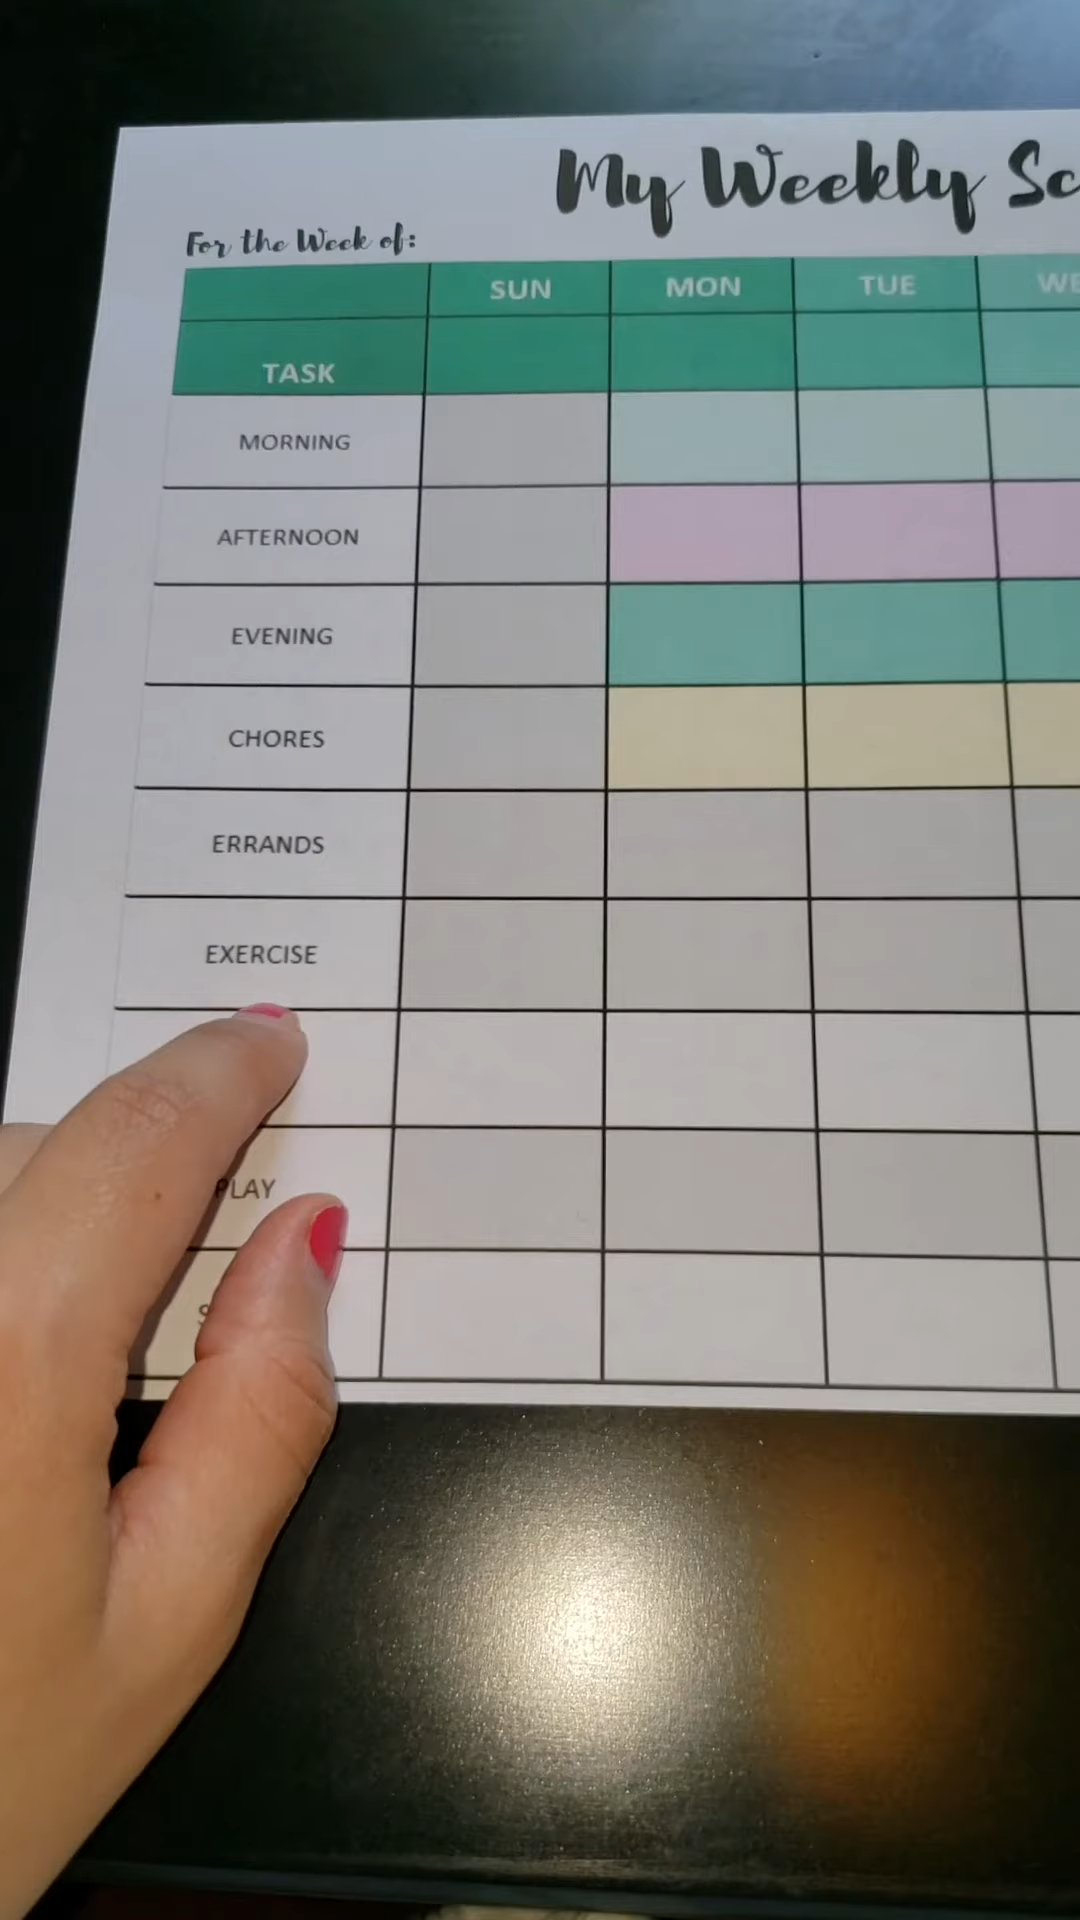 My Weekly
For the Week of:
SUN MON TUE
TASK
MORNING
AFTERNOON
EVENING
CHORES
ERRANDS
EXERCISE
PLAY